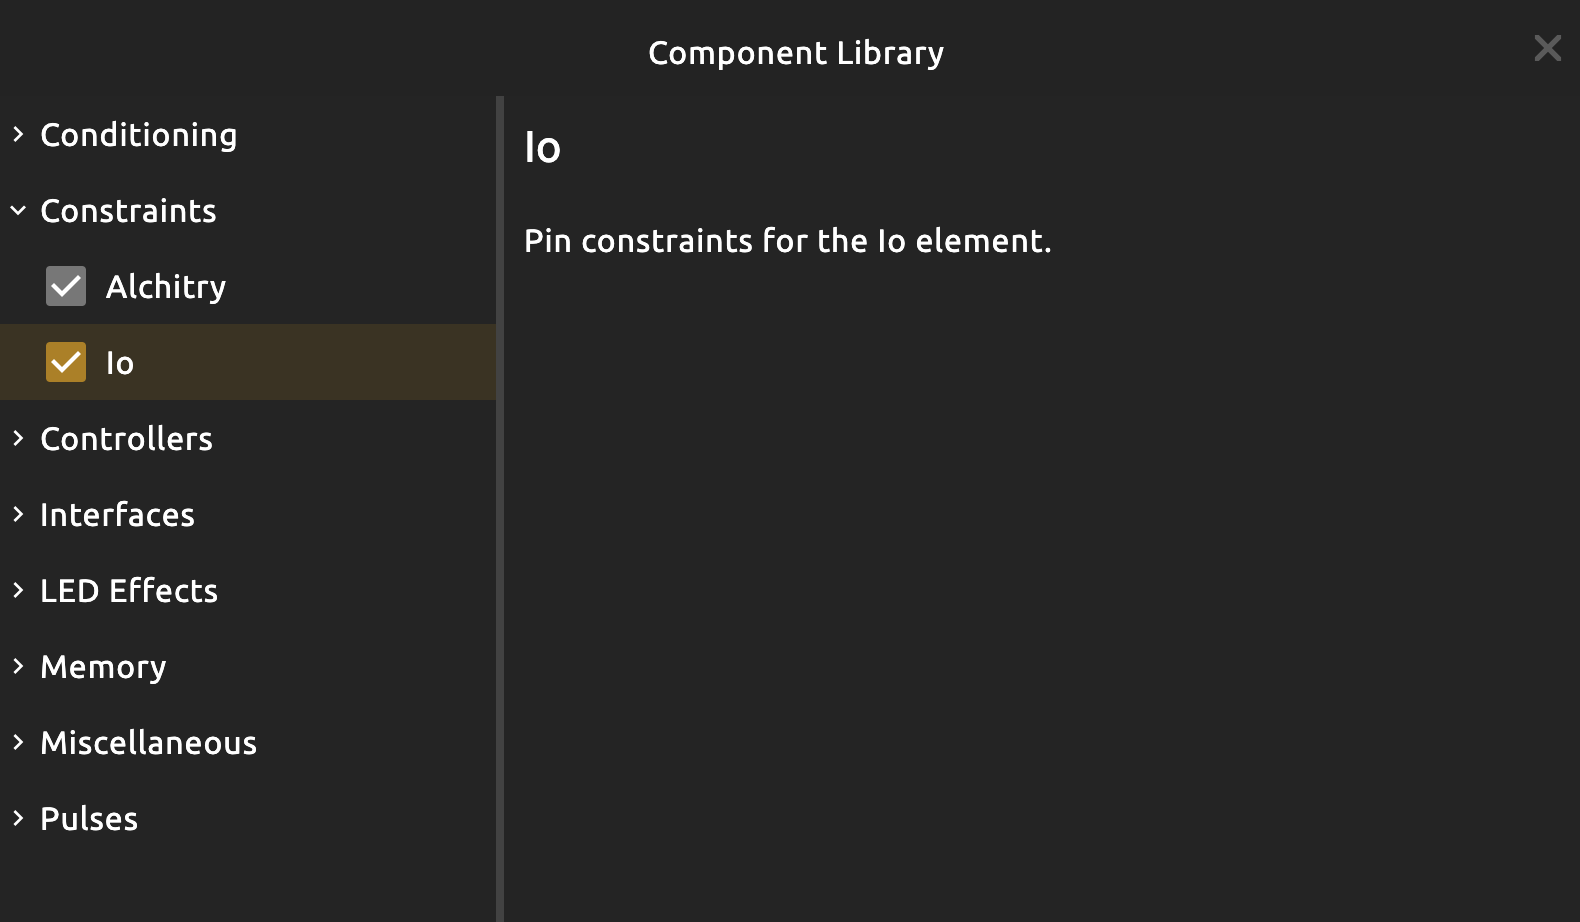 Component Library
Conditioning
Constraints
Alchitry
Io
Controllers
Interfaces
LED Effects
Memory
Miscellaneous
Pulses
Io
Pin constraints for the Io element.